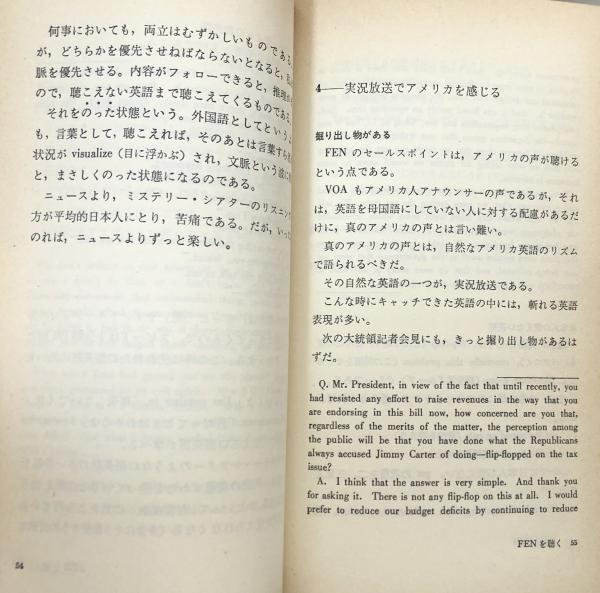 何事においても，両立はむずかしいものである
が，どちらかを優先させねばならないとなると，
脈を優先させる。内容がフォローできると，推理
ので，聴こえない英語まで聴こえてくるものである
それをのった状態という。外国語としてという
も，言葉として，聴こえれば，そのあとは言葉
状況が visualize（目に浮かぶ）され，文脈という
と，まさしくのった状態になるのである。
ニュースより，ミステリー・シアターのリスニン
方が平均的日本人にとり，苦痛である。だが，いった
のれば，ニュースよりずっと楽しい。
54
4──実況放送でアメリカを感じる
掘り出し物がある
FEN のセールスポイントは，アメリカの声が聴ける
という点である。
VOA もアメリカ人アナウンサーの声であるが，それ
は，英語を母国語にしていない人に対する配慮があるだ
けに，真のアメリカの声とは言い難い。
真のアメリカの声とは，自然なアメリカ英語のリズム
で語られるべきだ。
その自然な英語の一つが，実況放送である。
こんな時にキャッチできた英語の中には，斬れる英語
表現が多い。
次の大統領記者会見にも，きっと掘り出し物があるは
ずだ。
Q. Mr. President, in view of the fact that until recently, you
had resisted any effort to raise revenues in the way that you
are endorsing in this bill now, how concerned are you that,
regardless of the merits of the matter, the perception among
the public will be that you have done what the Republicans
always accused Jimmy Carter of doing—flip-flopped on the tax
issue?
A. I think that the answer is very simple. And thank you
for asking it. There is not any flip-flop on this at all. I would
prefer to reduce our budget deficits by continuing to reduce
FEN を聴く 55